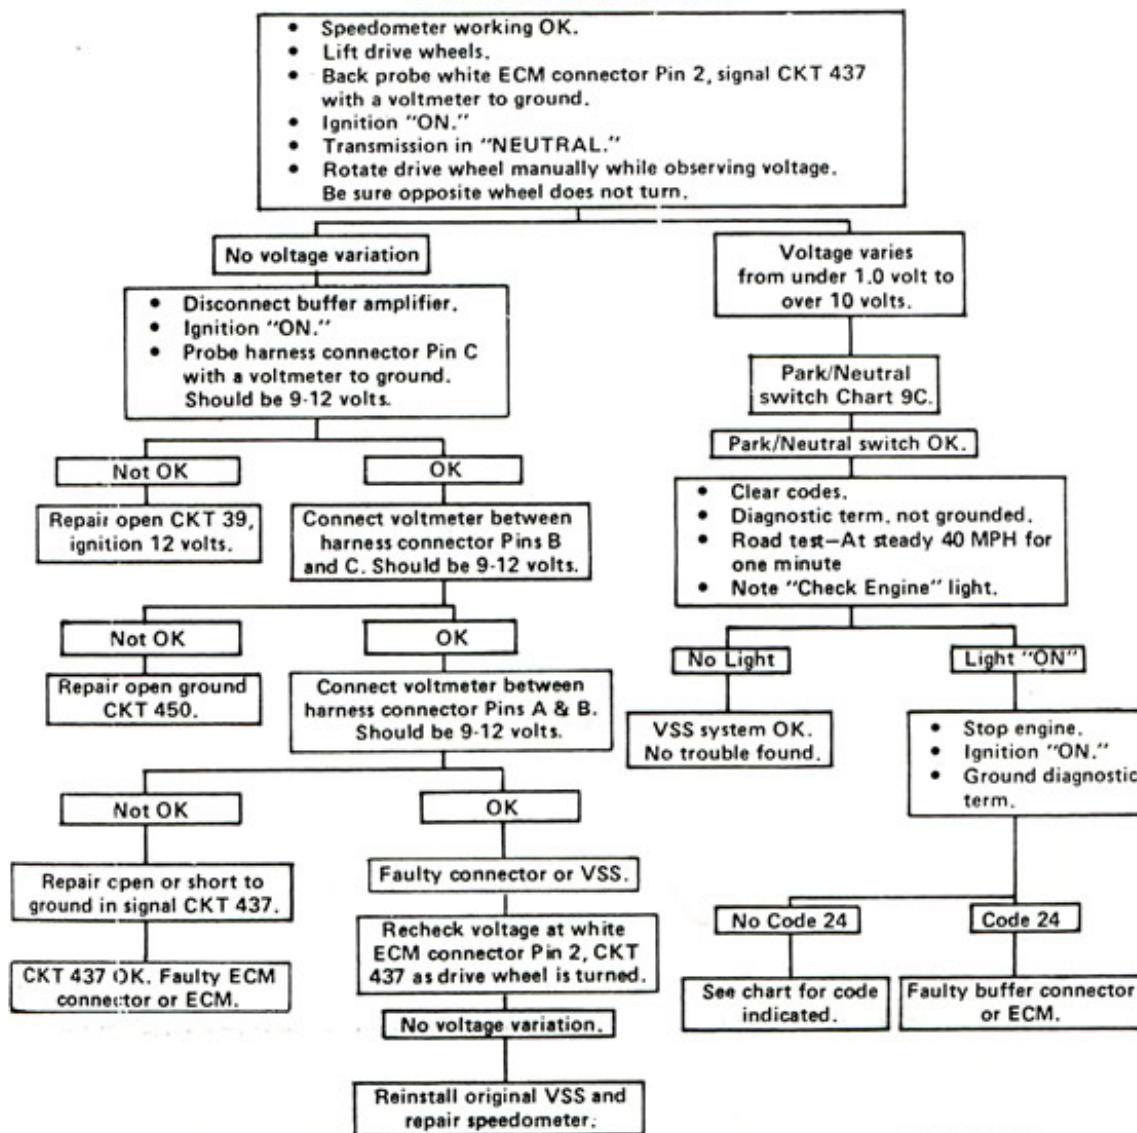 • Speedometer working OK.
• Lift drive wheels.
• Back probe white ECM connector Pin 2, signal CKT 437
with a voltmeter to ground.
• Ignition "ON."
• Transmission in "NEUTRAL."
• Rotate drive wheel manually while observing voltage.
Be sure opposite wheel does not turn.
No voltage variation
• Disconnect buffer amplifier.
• Ignition "ON."
• Probe harness connector Pin C
with a voltmeter to ground.
Should be 9-12 volts.
Not OK
Repair open CKT 39,
ignition 12 volts.
OK
Connect voltmeter between
harness connector Pins B
and C. Should be 9-12 volts.
Not OK
Repair open ground
CKT 450.
OK
Connect voltmeter between
harness connector Pins A & B.
Should be 9-12 volts.
Not OK
Repair open or short to
ground in signal CKT 437.
CKT 437 OK. Faulty ECM
connector or ECM.
OK
Faulty connector or VSS.
Recheck voltage at white
ECM connector Pin 2, CKT
437 as drive wheel is turned.
No voltage variation.
Reinstall original VSS and
repair speedometer.
Voltage varies
from under 1.0 volt to
over 10 volts.
Park/Neutral
switch Chart 9C.
Park/Neutral switch OK.
• Clear codes.
• Diagnostic term. not grounded.
• Road test—At steady 40 MPH for
one minute
• Note "Check Engine" light.
No Light
VSS system OK.
No trouble found.
Light "ON"
• Stop engine.
• Ignition "ON."
• Ground diagnostic
term.
No Code 24
See chart for code
indicated.
Code 24
Faulty buffer connector
or ECM.